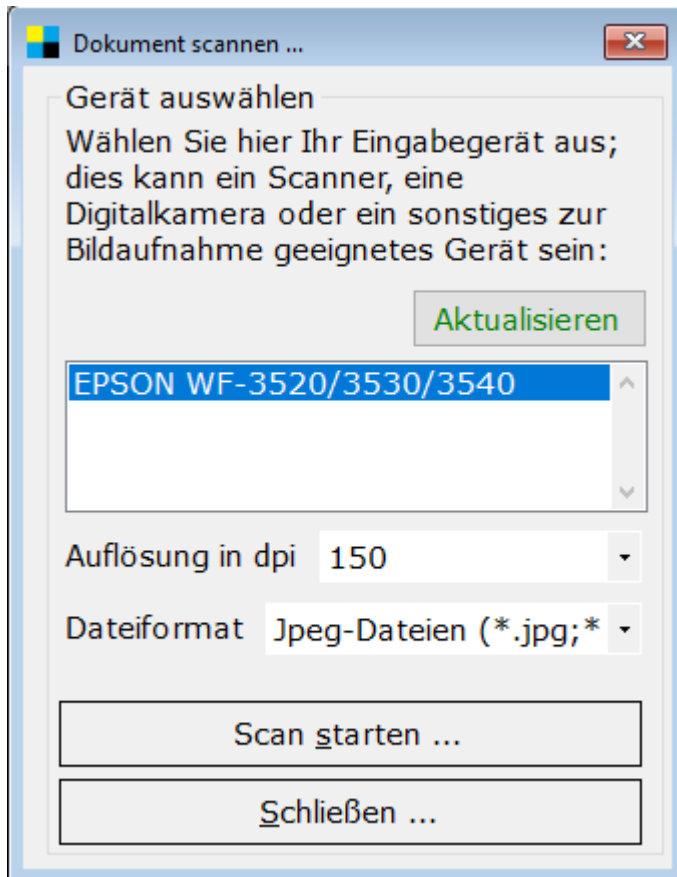 Dokument scannen ...
Gerät auswählen
Wählen Sie hier Ihr Eingabegerät aus;
dies kann ein Scanner, eine
Digitalkamera oder ein sonstiges zur
Bildaufnahme geeignetes Gerät sein:
Aktualisieren
EPSON WF-3520/3530/3540
Auflösung in dpi 150
Dateiformat Jpeg-Dateien (*.jpg;*
Scan starten ...
Schließen ...